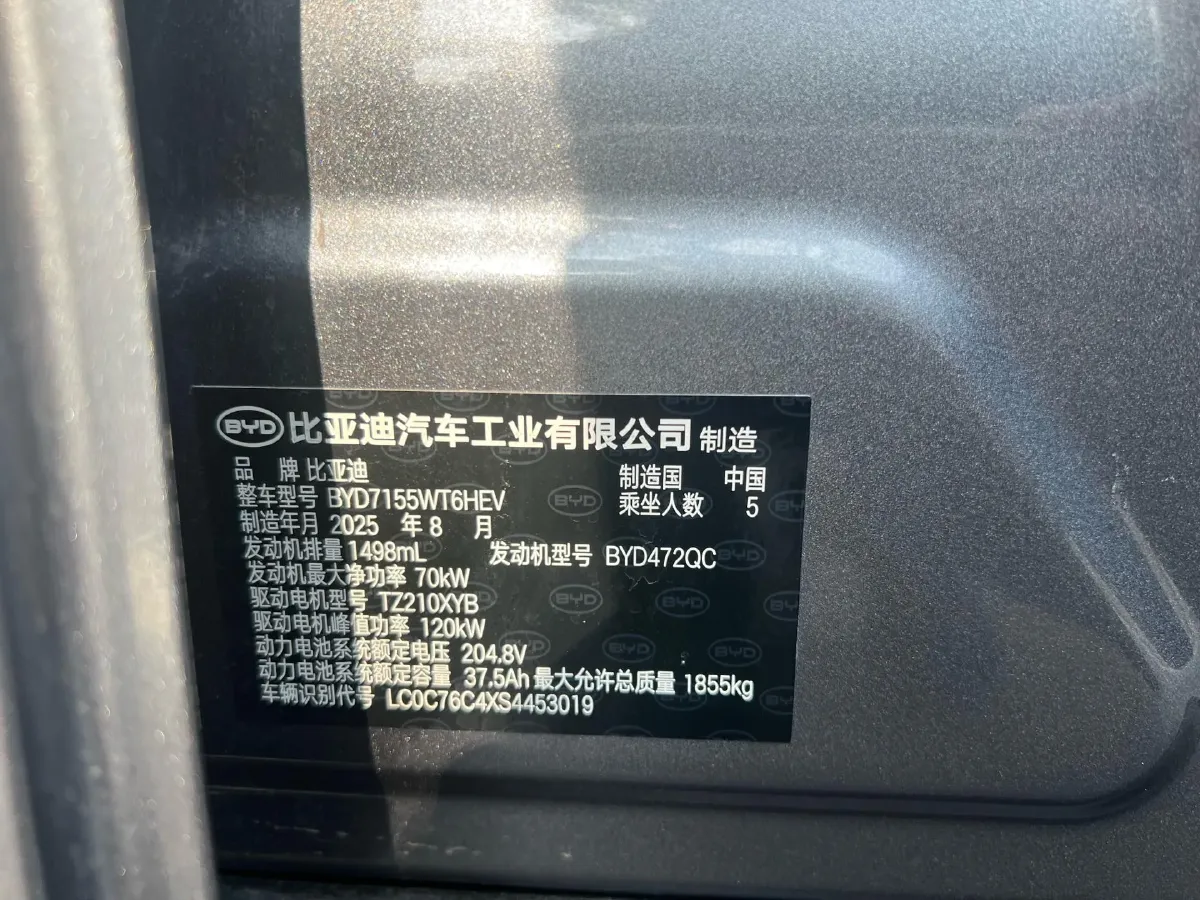 BYD 比亚迪汽车工业有限公司 制造
品 牌 比亚迪 制造国 中国
整车型号 BYD7155WT6HEV 乘坐人数 5
制造年月 2025 年 8 月
发动机排量 1498mL 发动机型号 BYD472QC
发动机最大净功率 70kW
驱动电机型号 TZ210XYB
驱动电机峰值功率 120kW
动力电池系统额定电压 204.8V
动力电池系统额定容量 37.5Ah 最大允许总质量 1855kg
车辆识别代号 LC0C76C4XS4453019